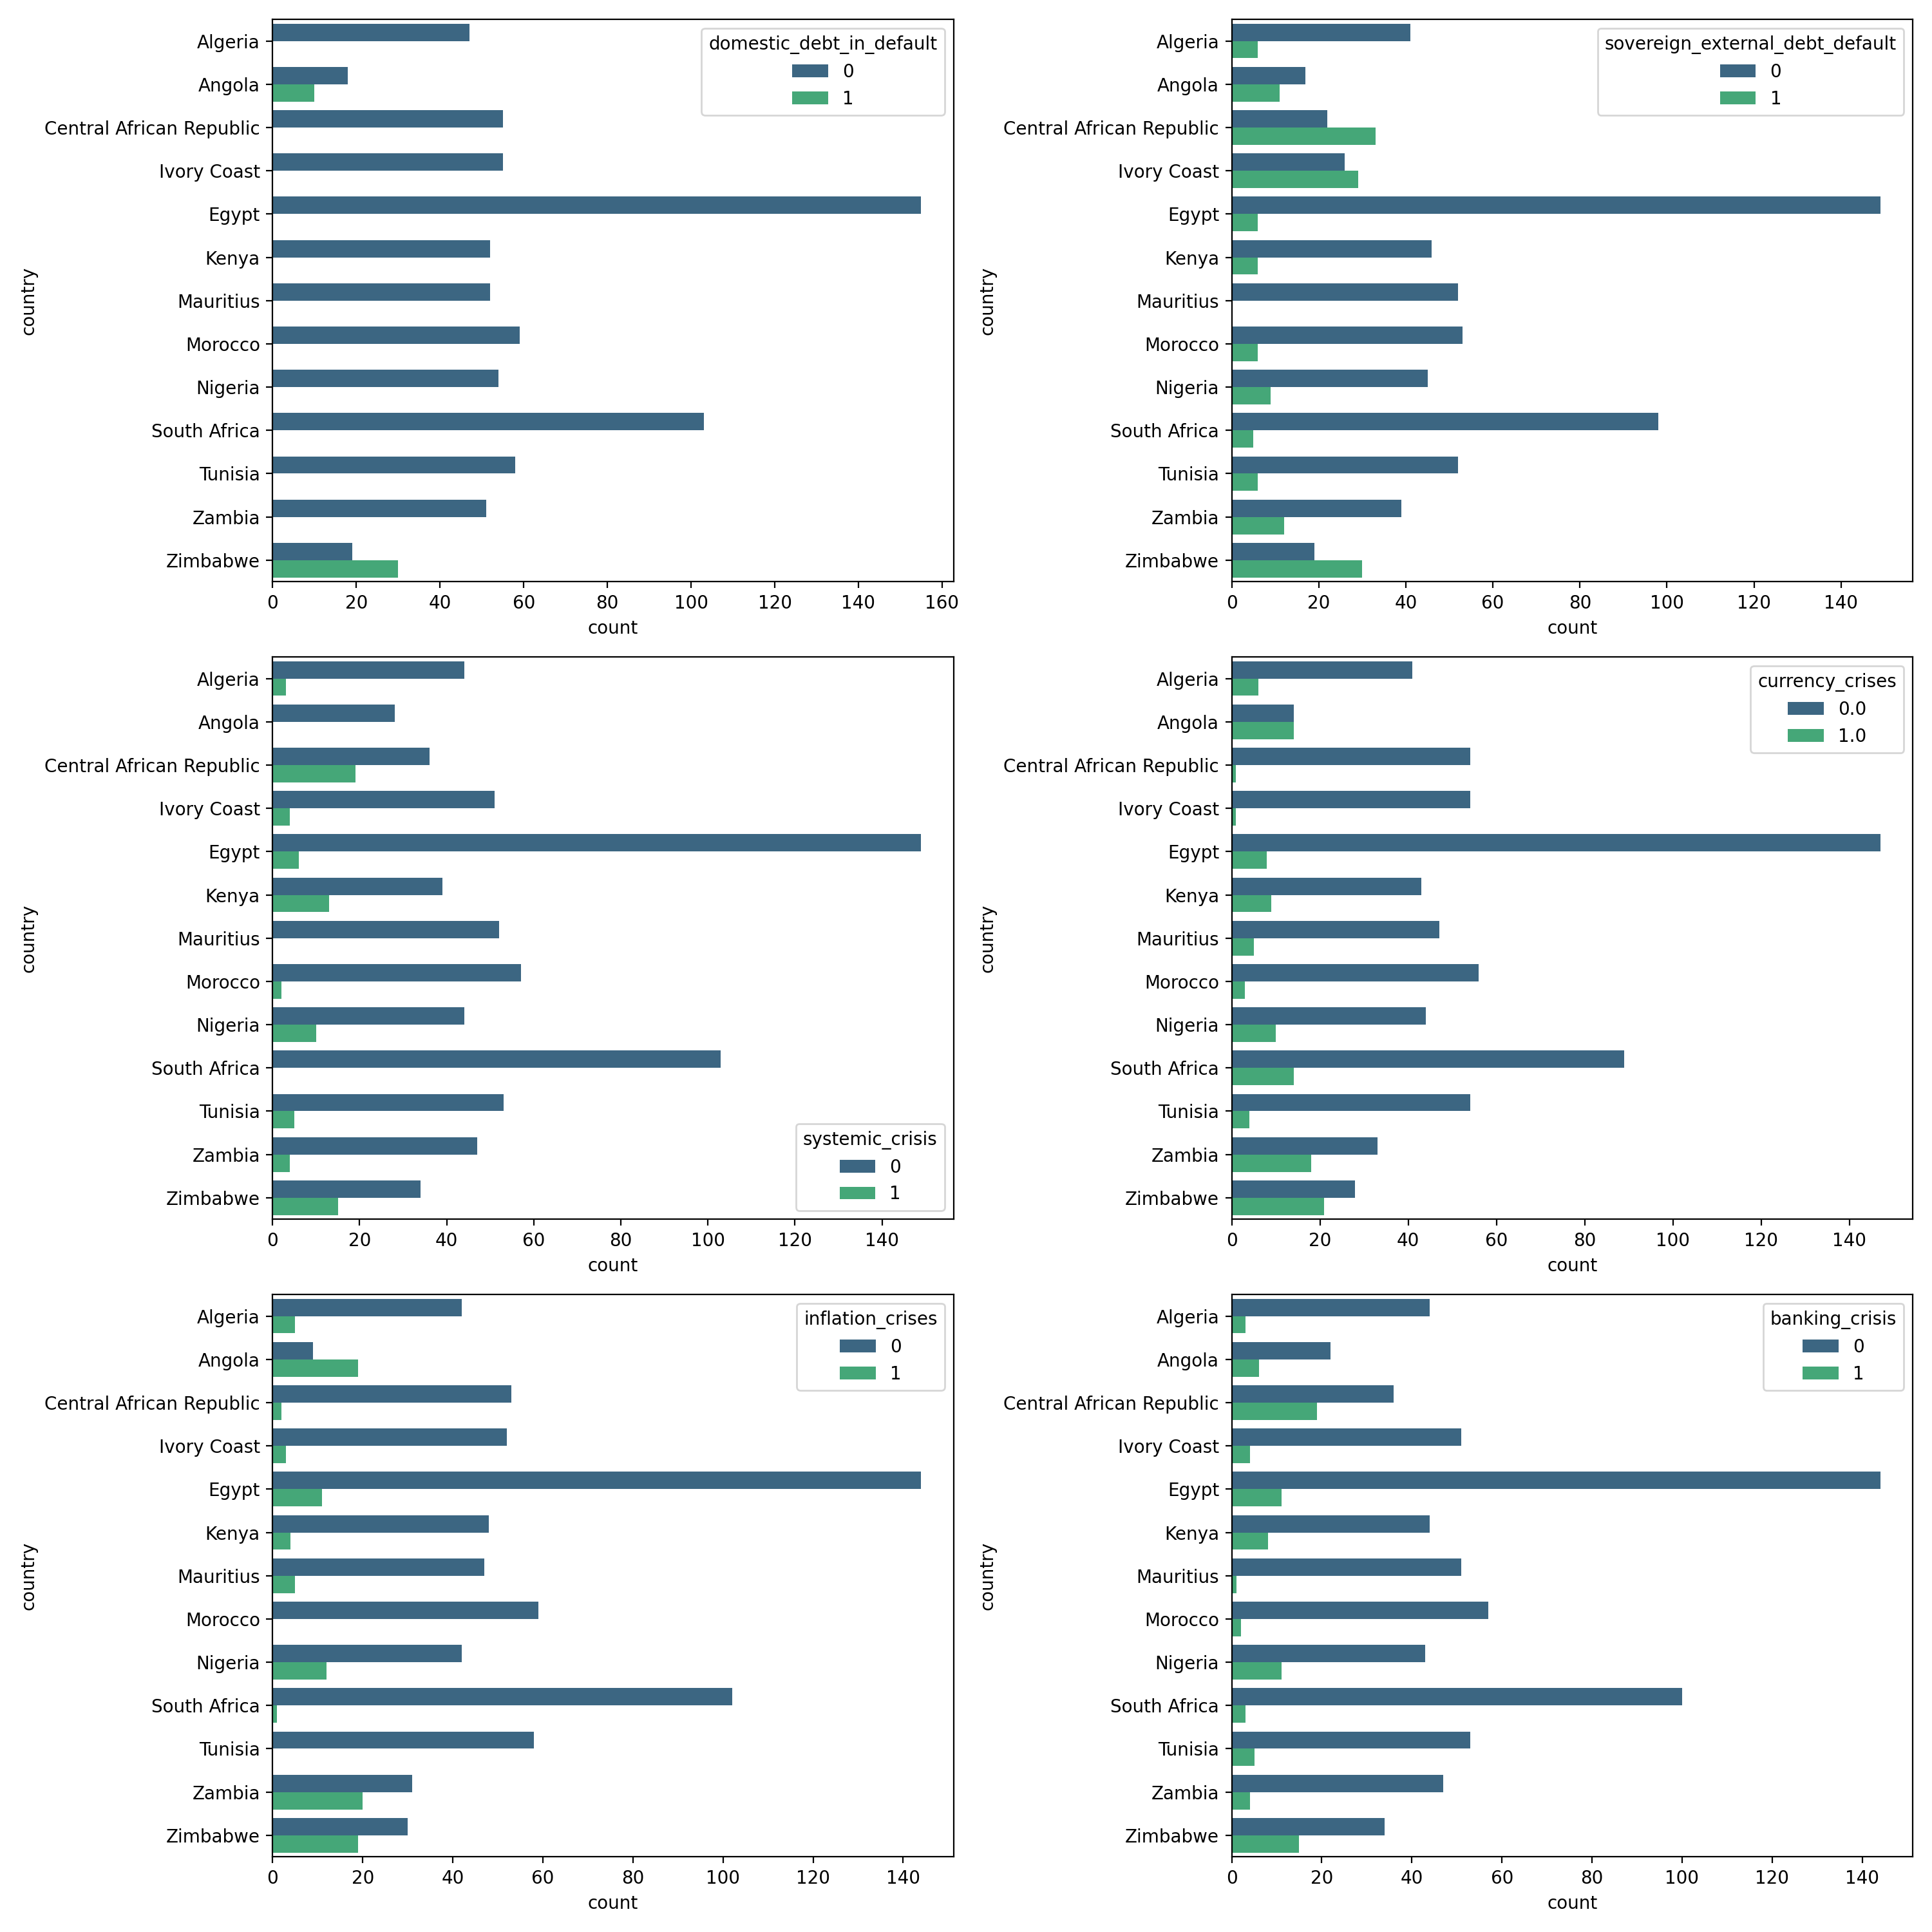 domestic_debt_in_default
0
1
country
Algeria
Angola
Central African Republic
Ivory Coast
Egypt
Kenya
Mauritius
Morocco
Nigeria
South Africa
Tunisia
Zambia
Zimbabwe
0 20 40 60 80 100 120 140 160
count
sovereign_external_debt_default
0
1
country
Algeria
Angola
Central African Republic
Ivory Coast
Egypt
Kenya
Mauritius
Morocco
Nigeria
South Africa
Tunisia
Zambia
Zimbabwe
0 20 40 60 80 100 120 140
count
country
Algeria
Angola
Central African Republic
Ivory Coast
Egypt
Kenya
Mauritius
Morocco
Nigeria
South Africa
Tunisia
Zambia
Zimbabwe
systemic_crisis
0
1
0 20 40 60 80 100 120 140
count
currency_crises
0.0
1.0
country
Algeria
Angola
Central African Republic
Ivory Coast
Egypt
Kenya
Mauritius
Morocco
Nigeria
South Africa
Tunisia
Zambia
Zimbabwe
0 20 40 60 80 100 120 140
count
inflation_crises
0
1
country
Algeria
Angola
Central African Republic
Ivory Coast
Egypt
Kenya
Mauritius
Morocco
Nigeria
South Africa
Tunisia
Zambia
Zimbabwe
0 20 40 60 80 100 120 140
count
banking_crisis
0
1
country
Algeria
Angola
Central African Republic
Ivory Coast
Egypt
Kenya
Mauritius
Morocco
Nigeria
South Africa
Tunisia
Zambia
Zimbabwe
0 20 40 60 80 100 120 140
count